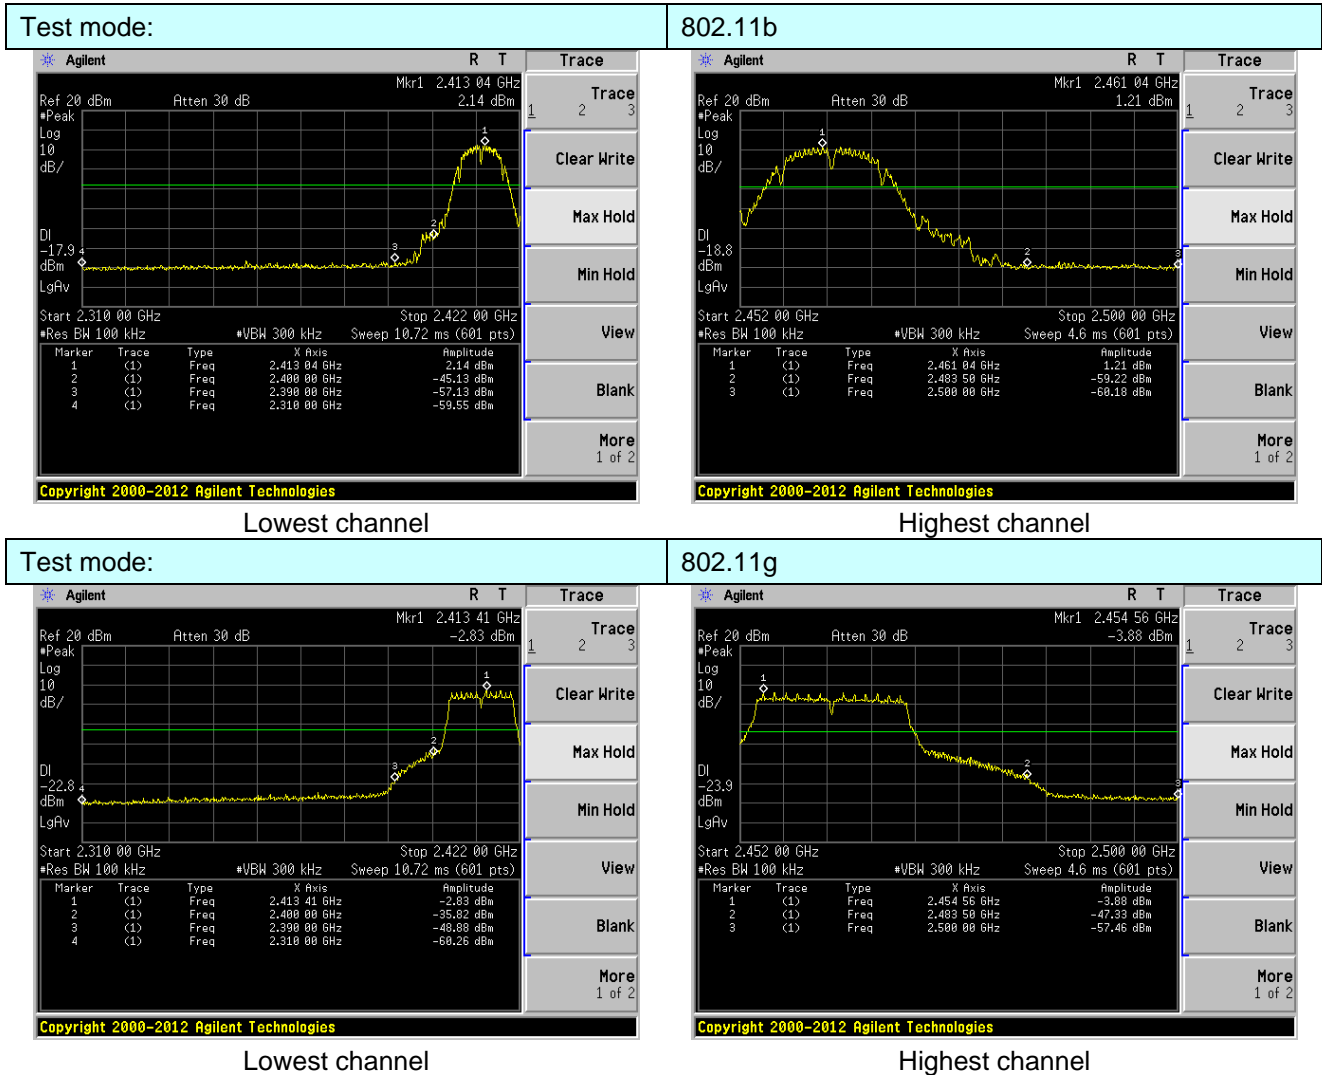 Test mode: 802.11b
Agilent R T Trace
Mkr1 2.413 04 GHz
Ref 20 dBm Atten 30 dB 2.14 dBm
#Peak
Log
10
dB/
DI
-17.9
dBm
LgAv
1
2
3
4
Start 2.310 00 GHz Stop 2.422 00 GHz
#Res BW 100 kHz #VBW 300 kHz Sweep 10.72 ms (601 pts)
Marker Trace Type X Axis Amplitude
1 (1) Freq 2.413 04 GHz 2.14 dBm
2 (1) Freq 2.400 00 GHz -45.13 dBm
3 (1) Freq 2.390 00 GHz -57.13 dBm
4 (1) Freq 2.310 00 GHz -59.55 dBm
Trace
1 2 3
Clear Write
Max Hold
Min Hold
View
Blank
More
1 of 2
Copyright 2000-2012 Agilent Technologies
Lowest channel
Agilent R T Trace
Mkr1 2.461 04 GHz
Ref 20 dBm Atten 30 dB 1.21 dBm
#Peak
Log
10
dB/
DI
-18.8
dBm
LgAv
1
2
3
Start 2.452 00 GHz Stop 2.500 00 GHz
#Res BW 100 kHz #VBW 300 kHz Sweep 4.6 ms (601 pts)
Marker Trace Type X Axis Amplitude
1 (1) Freq 2.461 04 GHz 1.21 dBm
2 (1) Freq 2.483 50 GHz -59.22 dBm
3 (1) Freq 2.500 00 GHz -60.18 dBm
Trace
1 2 3
Clear Write
Max Hold
Min Hold
View
Blank
More
1 of 2
Copyright 2000-2012 Agilent Technologies
Highest channel
Test mode: 802.11g
Agilent R T Trace
Mkr1 2.413 41 GHz
Ref 20 dBm Atten 30 dB -2.83 dBm
#Peak
Log
10
dB/
DI
-22.8
dBm
LgAv
1
2
3
4
Start 2.310 00 GHz Stop 2.422 00 GHz
#Res BW 100 kHz #VBW 300 kHz Sweep 10.72 ms (601 pts)
Marker Trace Type X Axis Amplitude
1 (1) Freq 2.413 41 GHz -2.83 dBm
2 (1) Freq 2.400 00 GHz -35.82 dBm
3 (1) Freq 2.390 00 GHz -48.88 dBm
4 (1) Freq 2.310 00 GHz -60.26 dBm
Trace
1 2 3
Clear Write
Max Hold
Min Hold
View
Blank
More
1 of 2
Copyright 2000-2012 Agilent Technologies
Lowest channel
Agilent R T Trace
Mkr1 2.454 56 GHz
Ref 20 dBm Atten 30 dB -3.88 dBm
#Peak
Log
10
dB/
DI
-23.9
dBm
LgAv
1
2
3
Start 2.452 00 GHz Stop 2.500 00 GHz
#Res BW 100 kHz #VBW 300 kHz Sweep 4.6 ms (601 pts)
Marker Trace Type X Axis Amplitude
1 (1) Freq 2.454 56 GHz -3.88 dBm
2 (1) Freq 2.483 50 GHz -47.33 dBm
3 (1) Freq 2.500 00 GHz -57.46 dBm
Trace
1 2 3
Clear Write
Max Hold
Min Hold
View
Blank
More
1 of 2
Copyright 2000-2012 Agilent Technologies
Highest channel